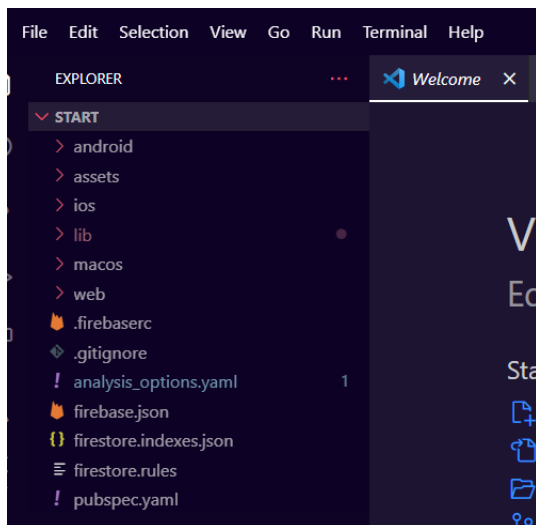 File Edit Selection View Go Run Terminal Help
EXPLORER
Welcome
START
android
assets
ios
lib
macos
web
.firebaserc
.gitignore
analysis_options.yaml 1
firebase.json
firestore.indexes.json
firestore.rules
pubspec.yaml
V
Ed
Sta